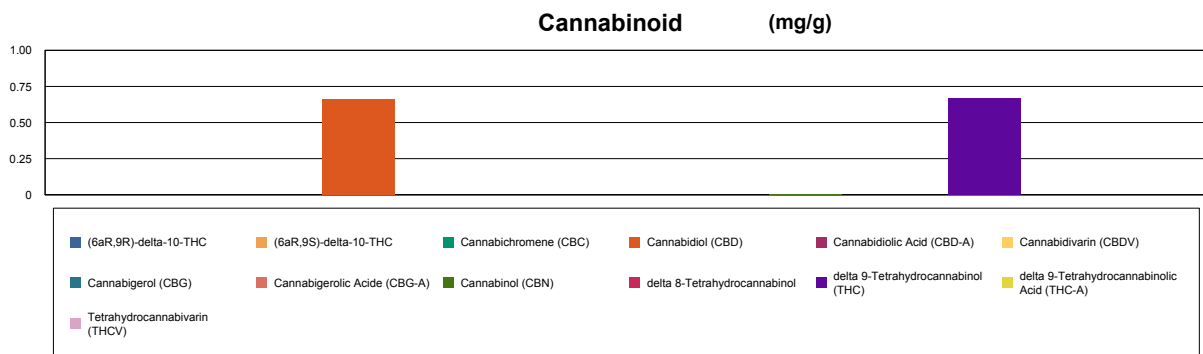 Cannabinoid (mg/g)
1.00
0.75
0.50
0.25
0
(6aR,9R)-delta-10-THC
(6aR,9S)-delta-10-THC
Cannabichromene (CBC)
Cannabidiol (CBD)
Cannabidiolic Acid (CBD-A)
Cannabidivarin (CBDV)
Cannabigerol (CBG)
Cannabigerolic Acide (CBG-A)
Cannabinol (CBN)
delta 8-Tetrahydrocannabinol
delta 9-Tetrahydrocannabinol
(THC)
delta 9-Tetrahydrocannabinolic
Acid (THC-A)
Tetrahydrocannabivarin
(THCV)